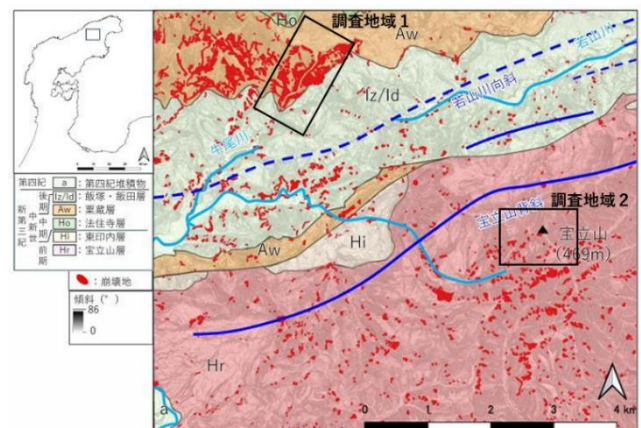 Ho
調査地域1
Aw
若山川
Iz/Id
若山川向斜
調査地域2
宝立山背斜
宝立山
(469m)
Aw
Hi
Hr
a
0 1 2 3 4 km
第四紀 a :第四紀堆積物
新第三紀 中新世 後期 中期 前期
Iz/Id :飯塚・飯田層
Aw :粟蔵層
Ho :法住寺層
Hi :東印内層
Hr :宝立山層
:崩壊地
傾斜(°)
86
0